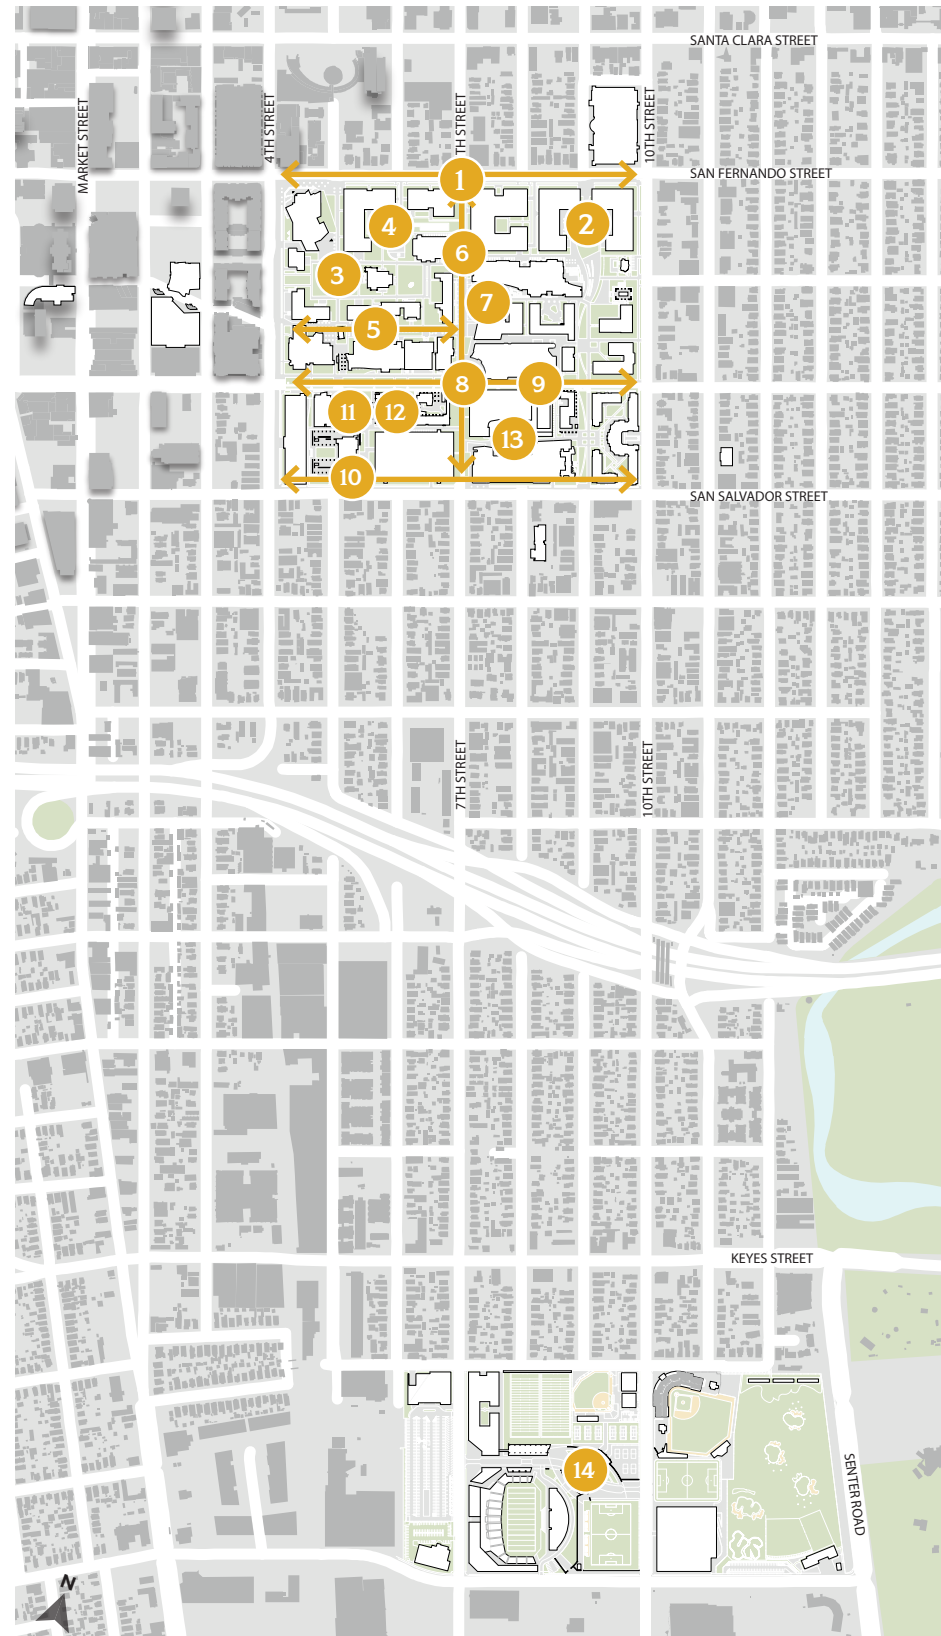 SANTA CLARA STREET
MARKET STREET
4TH STREET
TH STREET
10TH STREET
SAN FERNANDO STREET
1
2
4
6
3
7
5
8
9
11
12
13
10
SAN SALVADOR STREET
7TH STREET
10TH STREET
KEYES STREET
14
SENTER ROAD
N